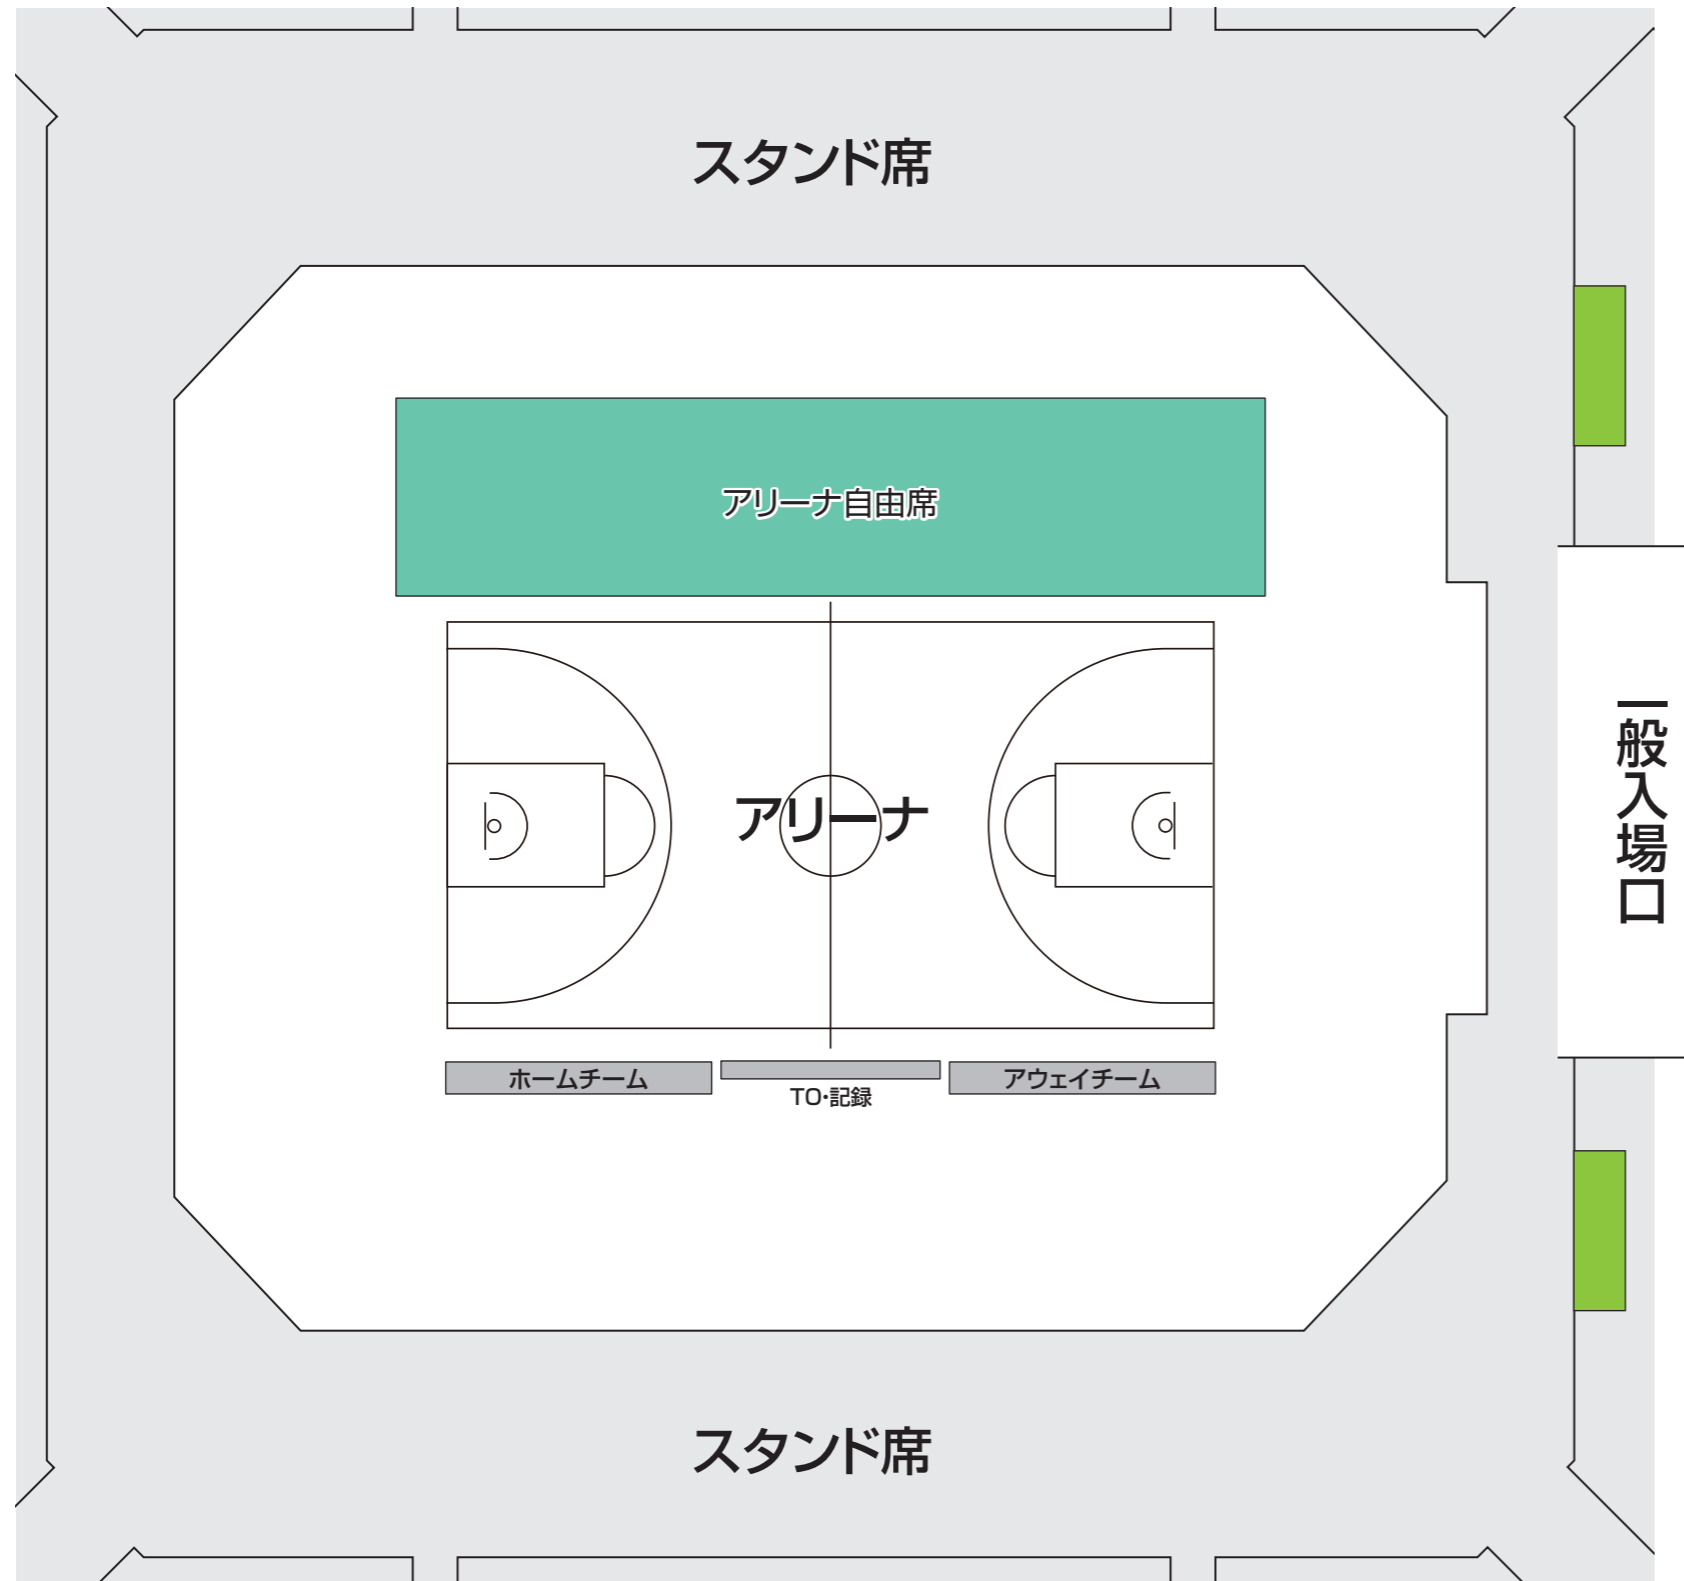 スタンド席
アリーナ自由席
アリーナ
一般入場口
ホームチーム
TO・記録
アウェイチーム
スタンド席